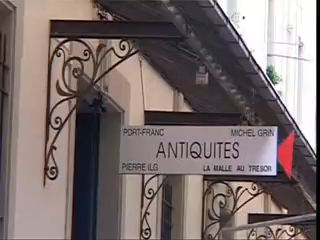 PORT-FRANC MICHEL GRIN
ANTIQUITES
PIERRE ILG LA MALLE AU TRESOR